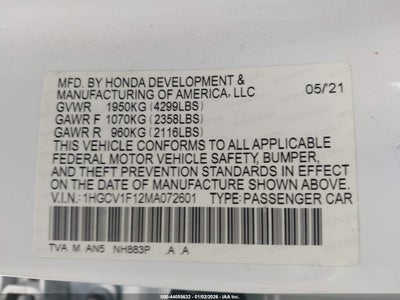 MFD. BY HONDA DEVELOPMENT &
MANUFACTURING OF AMERICA, LLC 05/'21
GVWR 1950KG (4299LBS)
GAWR F 1070KG (2358LBS)
GAWR R 960KG (2116LBS)
THIS VEHICLE CONFORMS TO ALL APPLICABLE
FEDERAL MOTOR VEHICLE SAFETY, BUMPER,
AND THEFT PREVENTION STANDARDS IN EFFECT
ON THE DATE OF MANUFACTURE SHOWN ABOVE.
V.I.N.: 1HGCV1F12MA072601 TYPE: PASSENGER CAR
TVA M AN5 NH883P .A .A
500-44055632 - 01/02/2026 - IAA Inc.